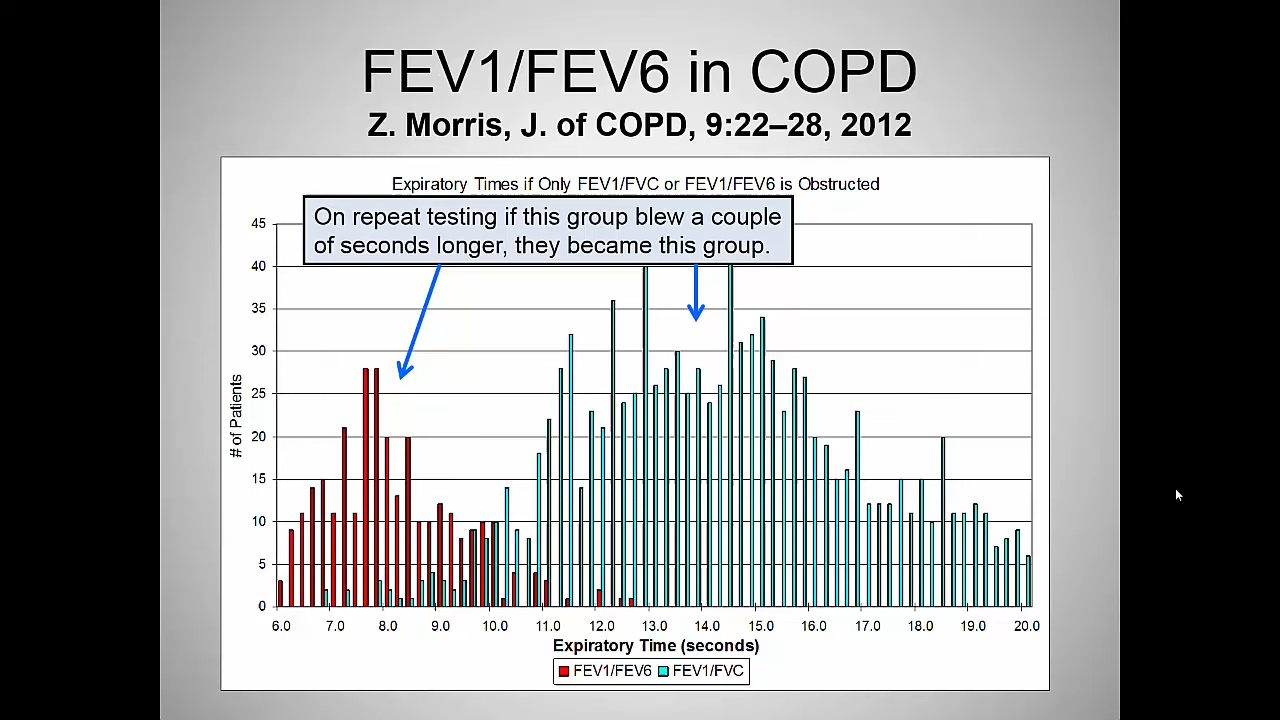 FEV1/FEV6 in COPD
Z. Morris, J. of COPD, 9:22–28, 2012
Expiratory Times if Only FEV1/FVC or FEV1/FEV6 is Obstructed
On repeat testing if this group blew a couple
of seconds longer, they became this group.
45
40
35
30
25
20
15
10
5
0
# of Patients
6.0 7.0 8.0 9.0 10.0 11.0 12.0 13.0 14.0 15.0 16.0 17.0 18.0 19.0 20.0
Expiratory Time (seconds)
FEV1/FEV6 FEV1/FVC